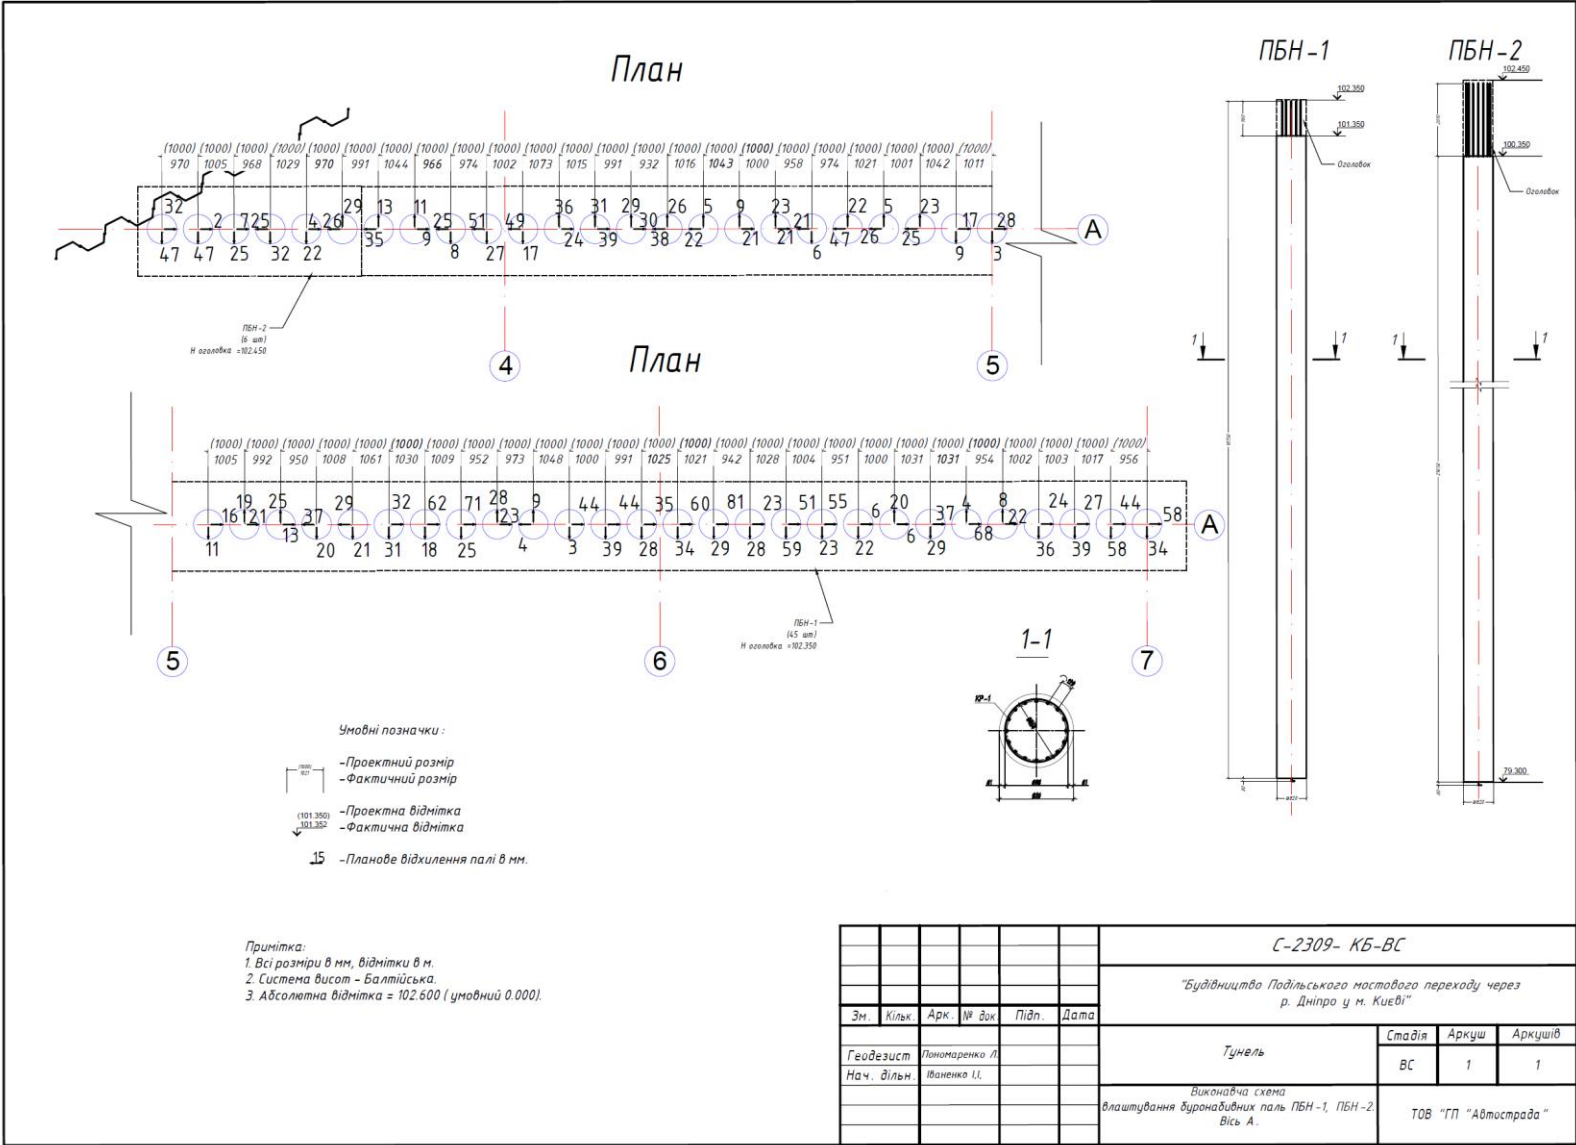 План
ПБН-1
ПБН-2
102.350
101.350
Оголовок
102.450
100.350
Оголовок
(1000) (1000) (1000) (1000) (1000) (1000) (1000) (1000) (1000) (1000) (1000) (1000) (1000) (1000) (1000) (1000) (1000) (1000) (1000) (1000) (1000) (1000) (1000)
970 1005 968 1029 970 991 1044 966 974 1002 1073 1015 991 932 1016 1043 1000 958 974 1021 1001 1042 1011
32 2 7 25 4 26 29 13 11 25 51 49 36 31 29 30 26 5 9 23 21 22 5 23 17 28
47 47 25 32 22 35 9 8 27 17 24 39 38 22 21 21 6 47 26 25 9 3
А
ПБН-2
(6 шт)
Н оголовка =102.450
4
5
1 1
1 1
План
(1000) (1000) (1000) (1000) (1000) (1000) (1000) (1000) (1000) (1000) (1000) (1000) (1000) (1000) (1000) (1000) (1000) (1000) (1000) (1000) (1000) (1000) (1000) (1000) (1000) (1000)
1005 992 950 1008 1061 1030 1009 952 973 1048 1000 991 1025 1021 942 1028 1004 951 1000 1031 1031 954 1002 1003 1017 956
16 19 21 25 37 29 32 62 71 28 23 9 44 44 35 60 81 23 51 55 6 20 37 4 8 22 24 27 44 58
11 13 20 21 31 18 25 4 3 39 28 34 29 28 59 23 22 6 29 68 36 39 58 34
А
ПБН-1
(45 шт)
Н оголовка =102.350
5
6
7
1-1
КР-1
79.300
Умовні позначки :
(1000)
1021
-Проектний розмір
-Фактичний розмір
(101.350)
101.352
-Проектна відмітка
-Фактична відмітка
15
-Планове відхилення палі в мм.
Примітка:
1. Всі розміри в мм, відмітки в м.
2. Система висот - Балтійська.
3. Абсолютна відмітка = 102.600 ( умовний 0.000).
С-2309- КБ-ВС
"Будівництво Подільського мостового переходу через
р. Дніпро у м. Києві"
Зм. Кільк. Арк. № док. Підп. Дата
Геодезист Пономаренко Л.
Нач. дільн. Іваненко І.І.
Тунель
Стадія Аркуш Аркушів
ВС 1 1
Виконавча схема
влаштування буронабивних паль ПБН-1, ПБН-2.
Вісь А.
ТОВ "ГП "Автострада"